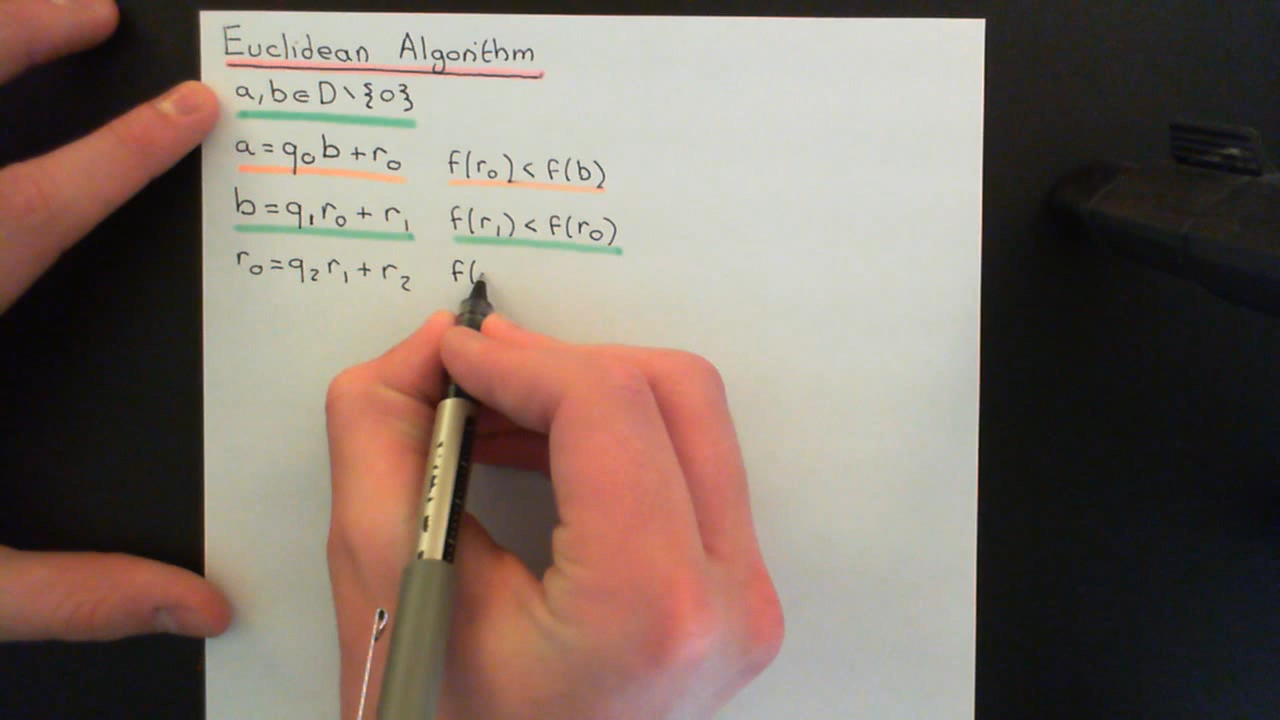 Euclidean Algorithm
a, b ∈ D \ {0}
a = q₀b + r₀ f(r₀) < f(b)
b = q₁r₀ + r₁ f(r₁) < f(r₀)
r₀ = q₂r₁ + r₂ f(